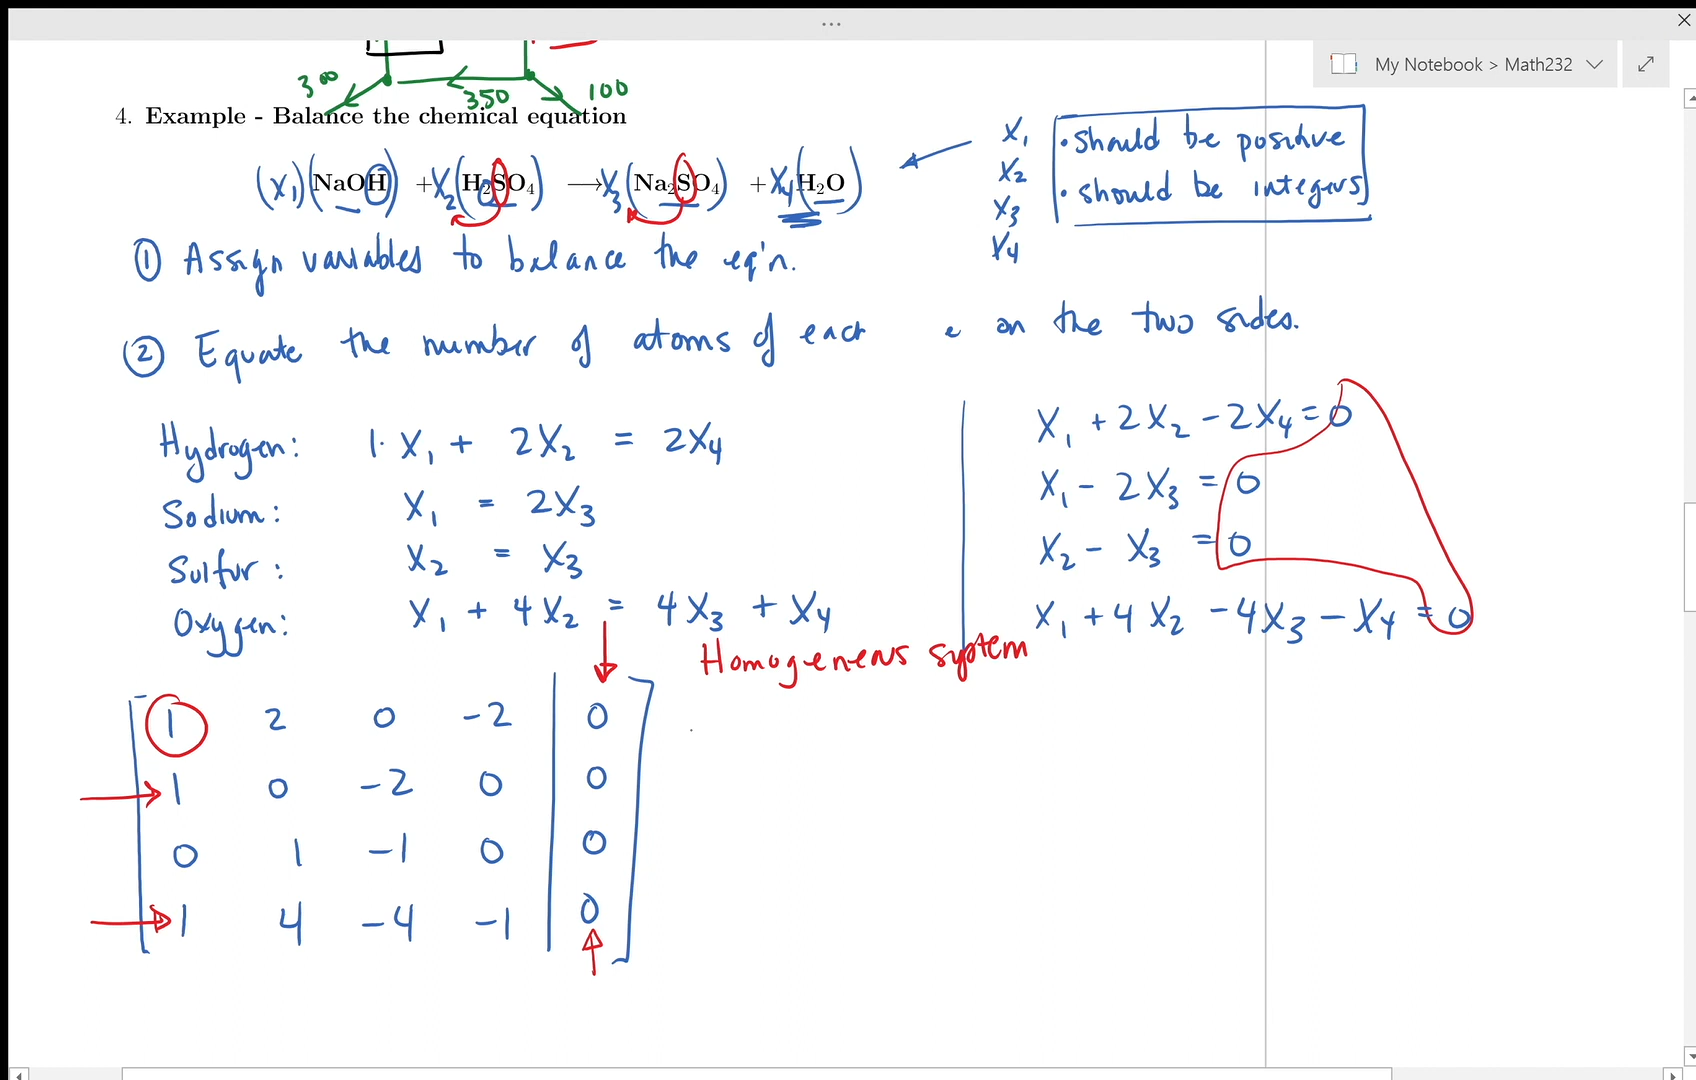 My Notebook > Math232
300
350
100
4. Example - Balance the chemical equation
(x₁)(NaOH) + x₂(H₂SO₄) ⟶ x₃(Na₂SO₄) + x₄(H₂O)
x₁
x₂
x₃
x₄
• should be positive
• should be integers
① Assign variables to balance the eq'n.
② Equate the number of atoms of each e on the two sides.
Hydrogen: 1·x₁ + 2x₂ = 2x₄
Sodium: x₁ = 2x₃
Sulfur: x₂ = x₃
Oxygen: x₁ + 4x₂ = 4x₃ + x₄
x₁ + 2x₂ - 2x₄ = 0
x₁ - 2x₃ = 0
x₂ - x₃ = 0
x₁ + 4x₂ - 4x₃ - x₄ = 0
Homogeneous system
1 2 0 -2 | 0
1 0 -2 0 | 0
0 1 -1 0 | 0
1 4 -4 -1 | 0